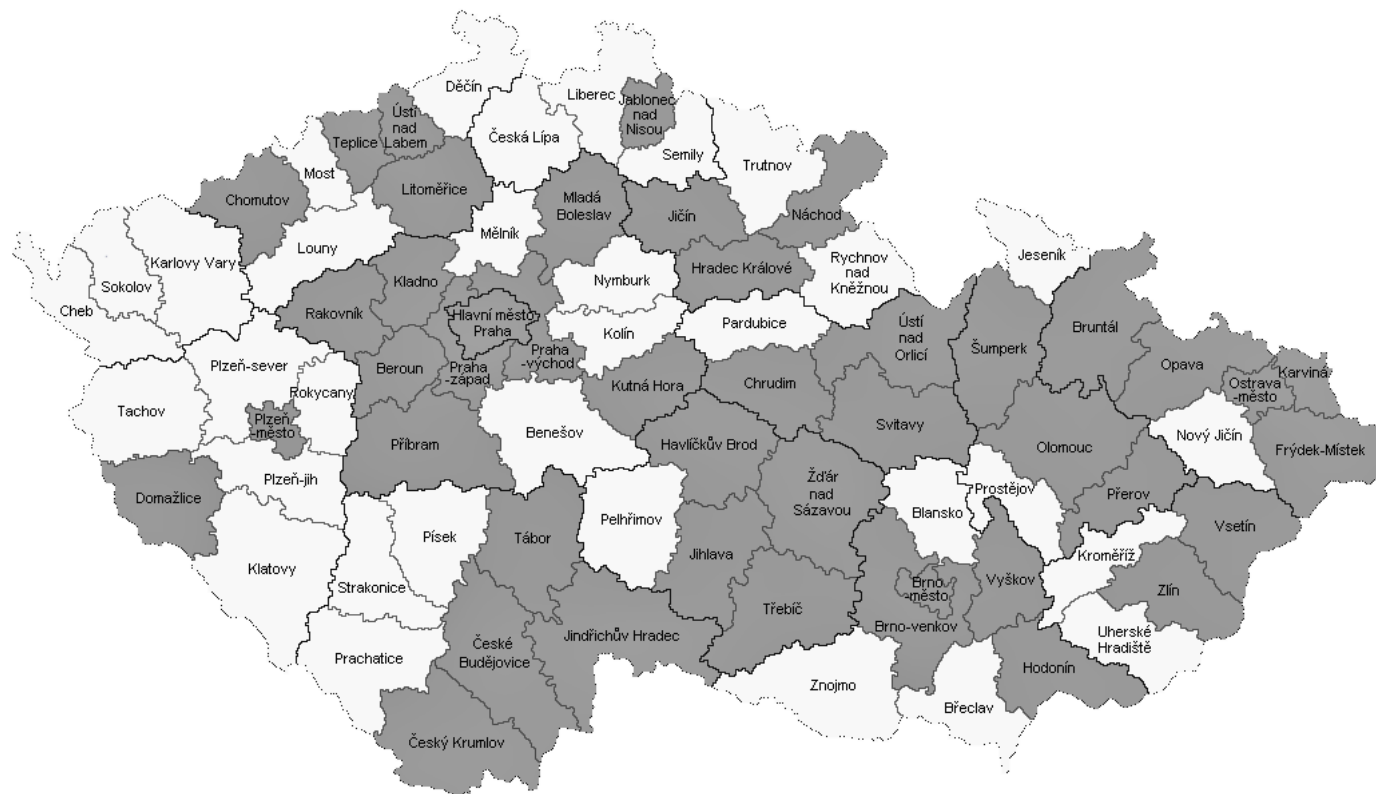 Děčín
Liberec
Jablonec
nad
Nisou
Ústí
nad
Labem
Teplice
Česká Lípa
Semily
Trutnov
Most
Chomutov
Litoměřice
Mladá
Boleslav
Jičín
Náchod
Mělník
Louny
Karlovy Vary
Sokolov
Cheb
Kladno
Rakovník
Nymburk
Hradec Králové
Rychnov
nad
Kněžnou
Jeseník
Hlavní město
Praha
Kolín
Pardubice
Ústí
nad
Orlicí
Šumperk
Bruntál
Opava
Karviná
Ostrava
-město
Plzeň-sever
Rokycany
Beroun
Praha
-západ
Praha
-východ
Kutná Hora
Chrudim
Tachov
Plzeň
-město
Příbram
Benešov
Havlíčkův Brod
Svitavy
Olomouc
Nový Jičín
Frýdek-Místek
Domažlice
Plzeň-jih
Žďár
nad
Sázavou
Prostějov
Přerov
Blansko
Pelhřimov
Vsetín
Klatovy
Písek
Tábor
Jihlava
Kroměříž
Strakonice
Třebíč
Brno
-město
Vyškov
Zlín
Brno-venkov
Prachatice
České
Budějovice
Jindřichův Hradec
Uherské
Hradiště
Hodonín
Znojmo
Břeclav
Český Krumlov